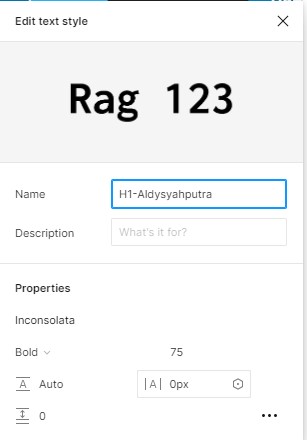 Edit text style
Rag 123
Name H1-Aldysyahputra
Description What's it for?
Properties
Inconsolata
Bold 75
A Auto |A| 0px
0